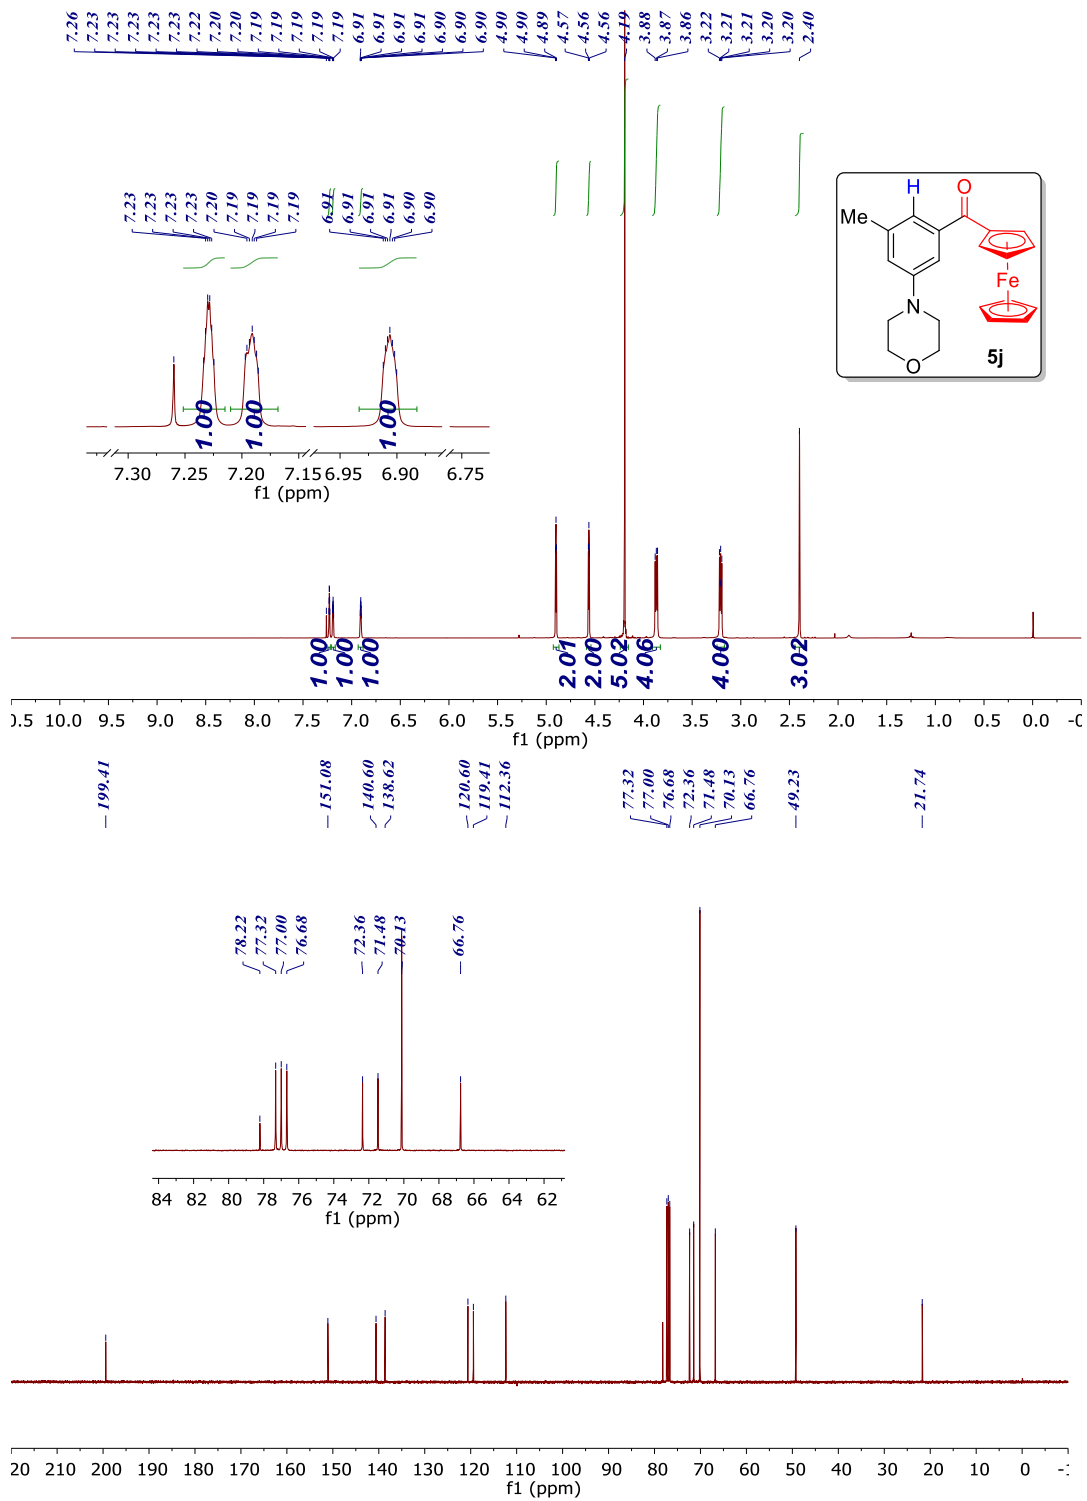 7.26 7.23 7.23 7.23 7.23 7.22 7.20 7.20 7.19 7.19 7.19 7.19 7.19 6.91 6.91 6.91 6.91 6.90 6.90 6.90 4.90 4.90 4.89 4.57 4.56 4.56 4.19 3.88 3.87 3.86 3.22 3.21 3.21 3.20 3.20 2.40
7.23 7.23 7.23 7.23 7.20 7.19 7.19 7.19 7.19 6.91 6.91 6.91 6.91 6.90 6.90
H O
Me
Fe
N
O
5j
1.00 1.00 1.00
7.30 7.25 7.20 7.15 6.95 6.90 6.75
f1 (ppm)
1.00 1.00 1.00 2.01 2.00 5.02 4.06 4.00 3.02
0.5 10.0 9.5 9.0 8.5 8.0 7.5 7.0 6.5 6.0 5.5 5.0 4.5 4.0 3.5 3.0 2.5 2.0 1.5 1.0 0.5 0.0 -0
f1 (ppm)
199.41 151.08 140.60 138.62 120.60 119.41 112.36 77.32 77.00 76.68 72.36 71.48 70.13 66.76 49.23 21.74
78.22 77.32 77.00 76.68 72.36 71.48 70.13 66.76
84 82 80 78 76 74 72 70 68 66 64 62
f1 (ppm)
20 210 200 190 180 170 160 150 140 130 120 110 100 90 80 70 60 50 40 30 20 10 0 -1
f1 (ppm)